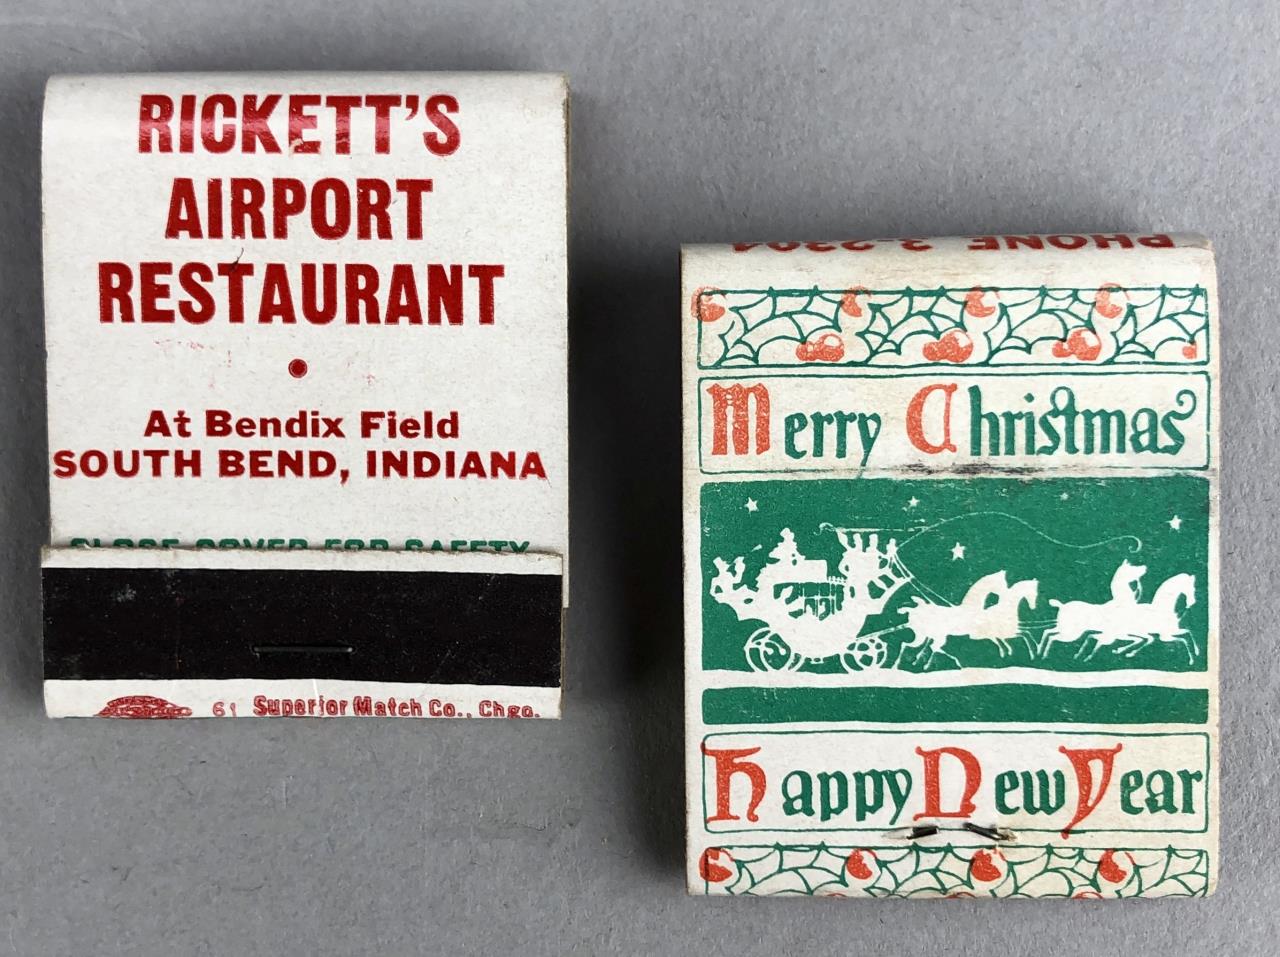 RICKETT'S
AIRPORT
RESTAURANT
At Bendix Field
SOUTH BEND, INDIANA
CLOSE COVER FOR SAFETY
61 Superior Match Co., Chgo.
PHONE 3-2304
Merry Christmas
Happy New Year